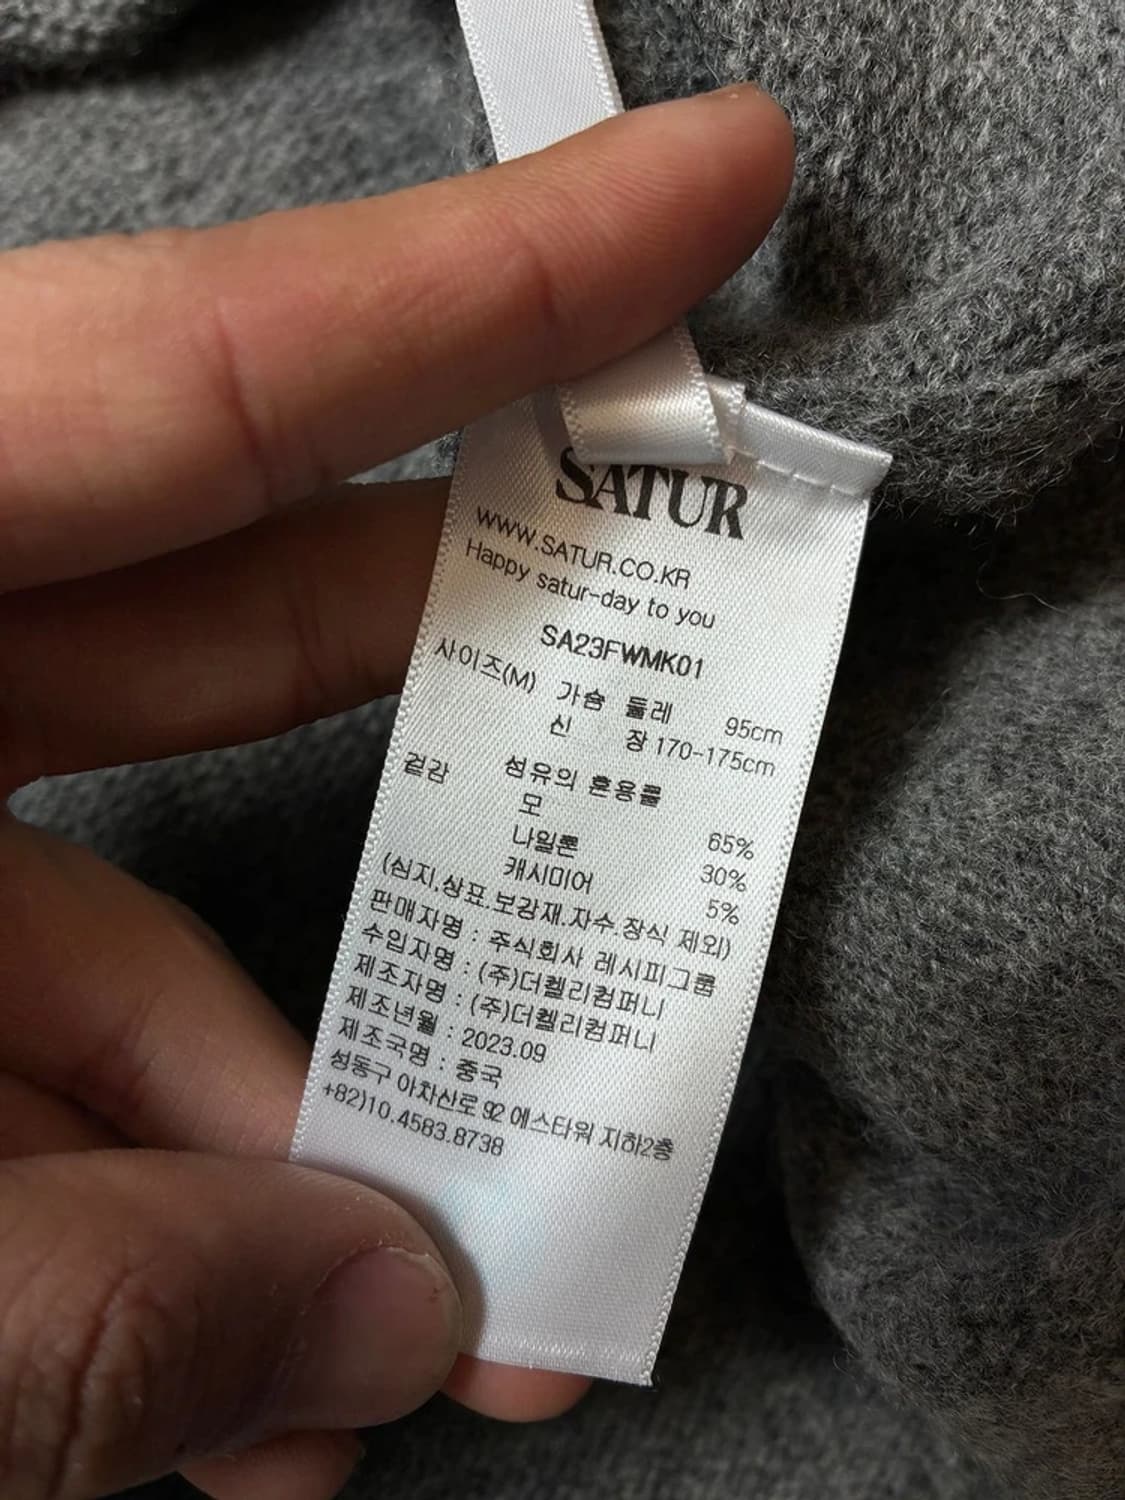 SATUR
WWW.SATUR.CO.KR
Happy satur-day to you
SA23FWMK01
사이즈(M) 가슴 둘레 95cm
신 장 170-175cm
겉감 섬유의 혼용률
모 65%
나일론 30%
캐시미어 5%
(심지,상표.보강재.자수.장식 제외)
판매자명 : 주식회사 레시피그룹
수입자명 : (주)더켈리컴퍼니
제조자명 : (주)더켈리컴퍼니
제조년월 : 2023.09
제조국명 : 중국
성동구 아차산로 92 에스타워 지하2층
+82)10.4583.8738